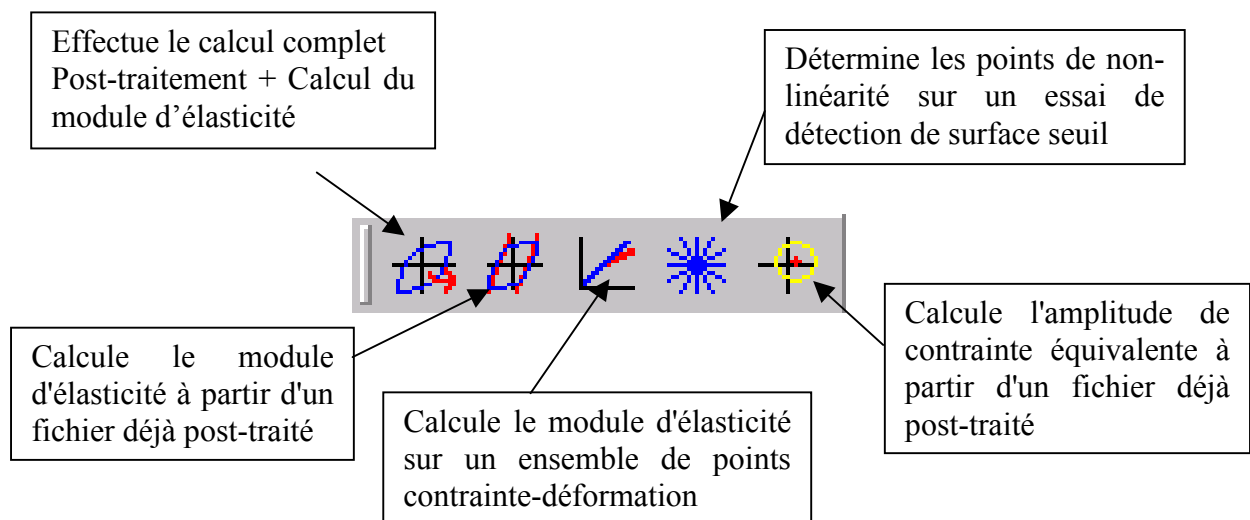 Effectue le calcul complet
Post-traitement + Calcul du
module d’élasticité
Détermine les points de non-
linéarité sur un essai de
détection de surface seuil
Calcule le module
d'élasticité à partir d'un
fichier déjà post-traité
Calcule le module d'élasticité
sur un ensemble de points
contrainte-déformation
Calcule l'amplitude de
contrainte équivalente à
partir d'un fichier déjà
post-traité